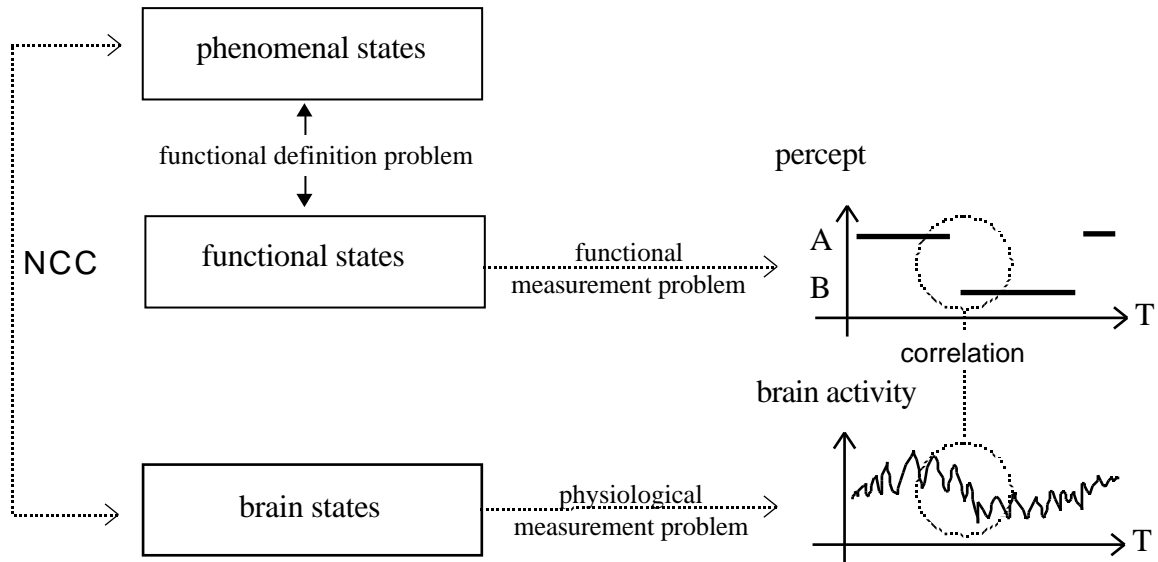 phenomenal states
functional definition problem
percept
functional states
functional
measurement problem
A
B
T
NCC
correlation
brain activity
brain states
physiological
measurement problem
T